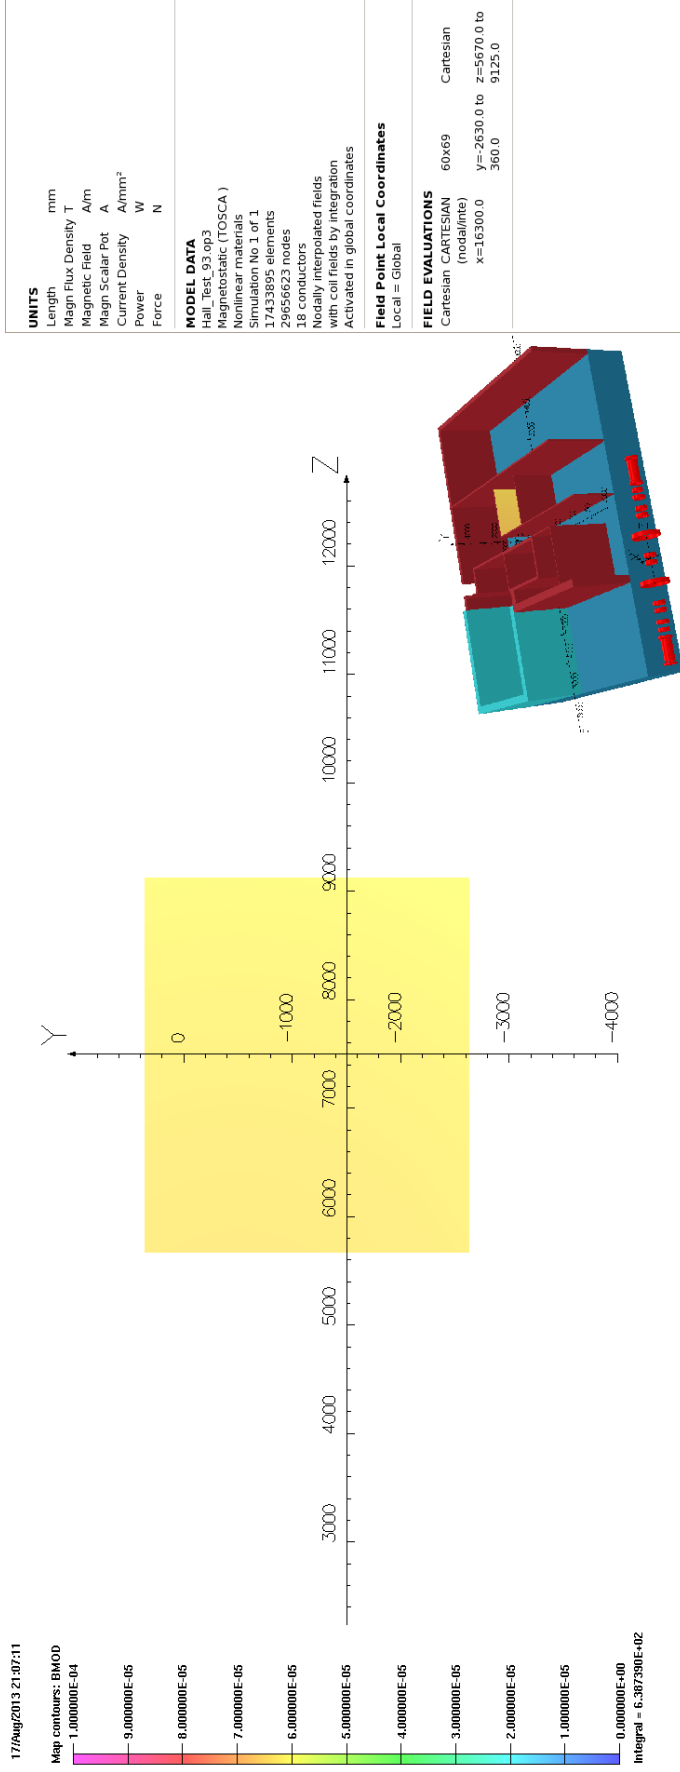 17/Aug/2013 21:07:11
Map contours: BMOD
1.000000E-04
9.000000E-05
8.000000E-05
7.000000E-05
6.000000E-05
5.000000E-05
4.000000E-05
3.000000E-05
2.000000E-05
1.000000E-05
0.000000E+00
Integral = 6.387390E+02
Y
0
−1000
−2000
−3000
−4000
3000
4000
5000
6000
7000
8000
9000
10000
11000
12000
Z
UNITS
Length mm
Magn Flux Density T
Magnetic Field A/m
Magn Scalar Pot A
Current Density A/mm²
Power W
Force N
MODEL DATA
Hall_Test_93.op3
Magnetostatic (TOSCA )
Nonlinear materials
Simulation No 1 of 1
17433895 elements
29656623 nodes
18 conductors
Nodally interpolated fields
with coil fields by integration
Activated in global coordinates
Field Point Local Coordinates
Local = Global
FIELD EVALUATIONS
Cartesian CARTESIAN 60x69 Cartesian
(nodal/inte)
x=16300.0 y=-2630.0 to z=5670.0 to
360.0 9125.0